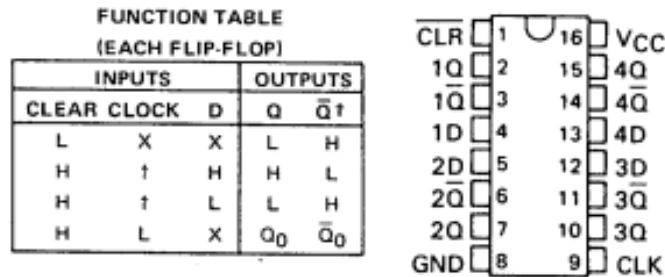 FUNCTION TABLE
(EACH FLIP-FLOP)
INPUTS OUTPUTS
CLEAR CLOCK D Q Q̅†
L X X L H
H ↑ H H L
H ↑ L L H
H L X Q₀ Q̅₀
C̅L̅R̅ 1 16 VCC
1Q 2 15 4Q
1Q̅ 3 14 4Q̅
1D 4 13 4D
2D 5 12 3D
2Q̅ 6 11 3Q̅
2Q 7 10 3Q
GND 8 9 CLK